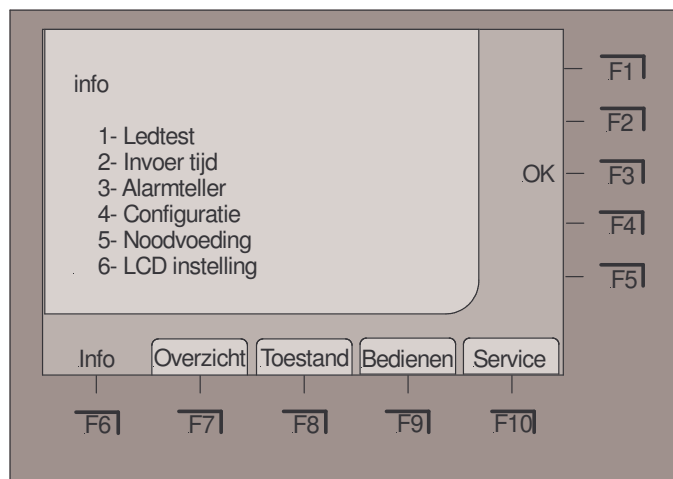 info
1- Ledtest
2- Invoer tijd
3- Alarmteller
4- Configuratie
5- Noodvoeding
6- LCD instelling
F1
F2
OK F3
F4
F5
Info Overzicht Toestand Bedienen Service
F6 F7 F8 F9 F10